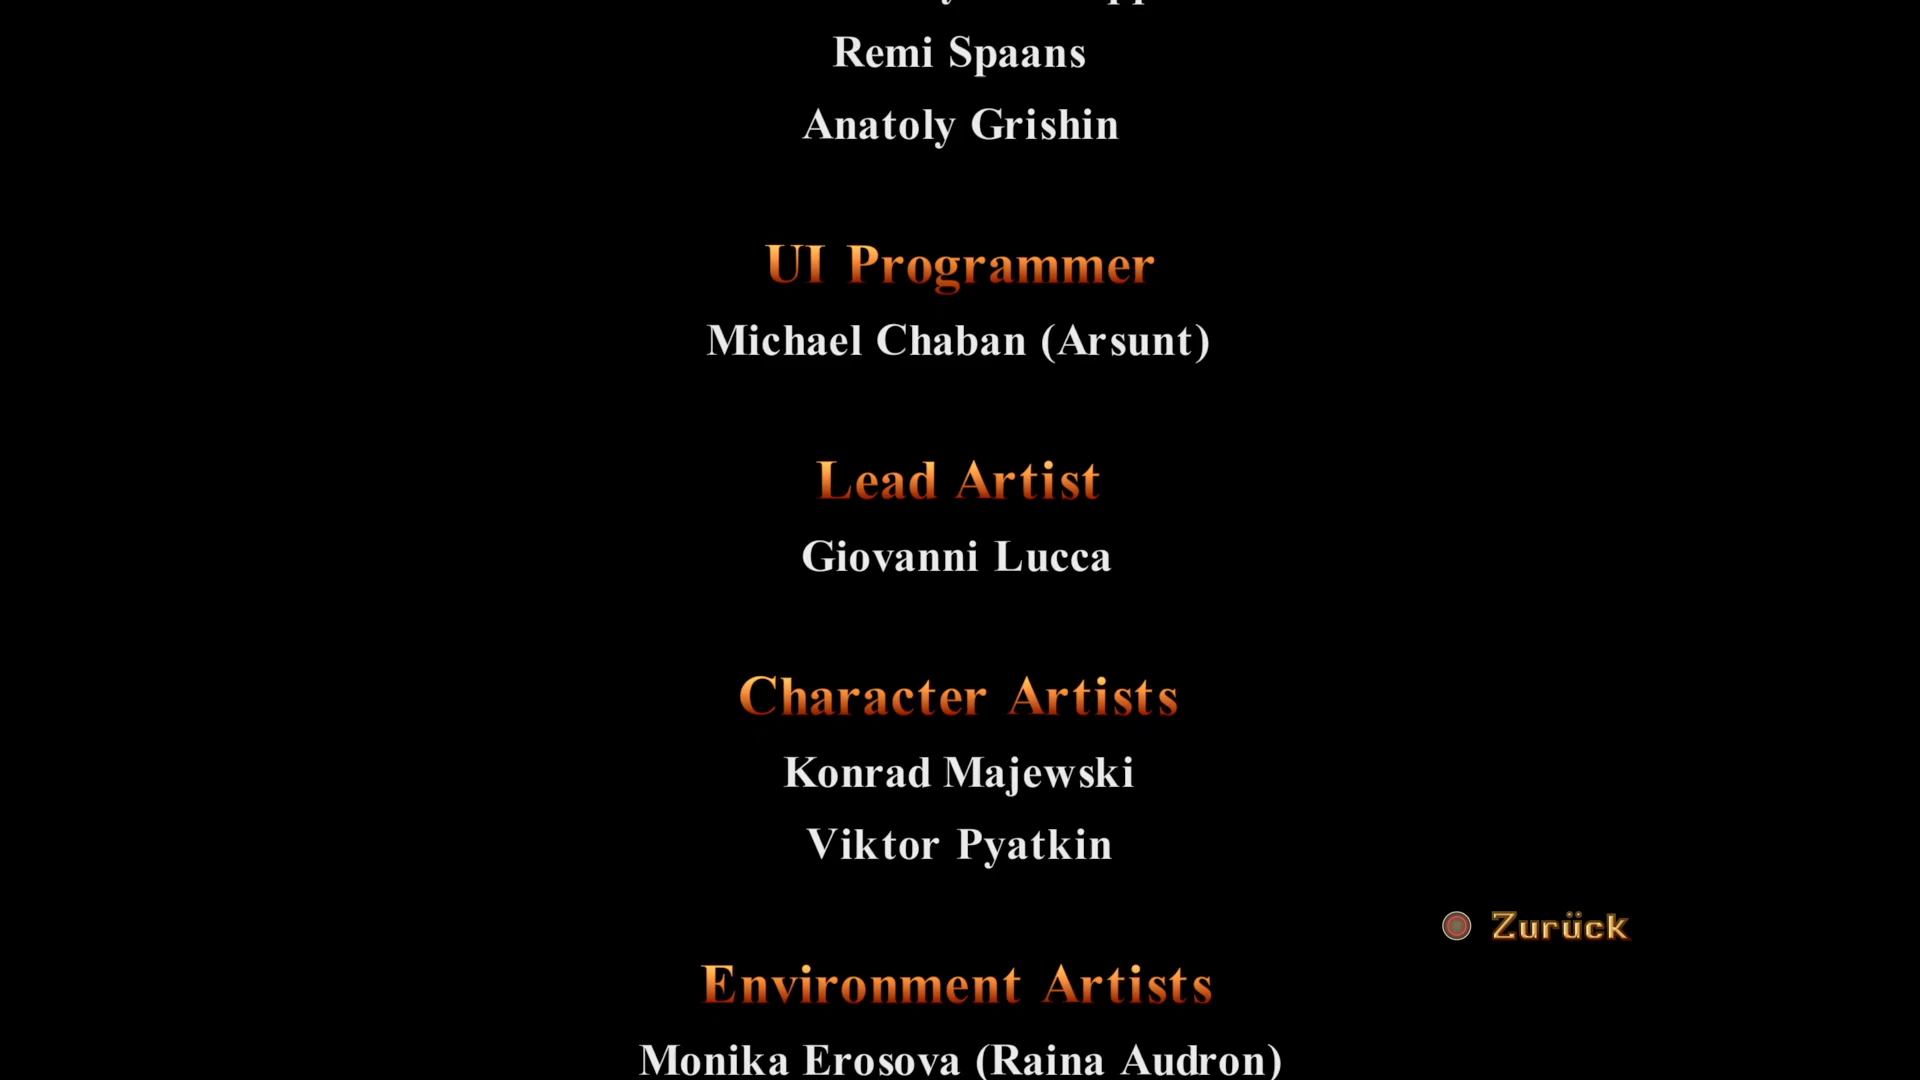 Remi Spaans
Anatoly Grishin
UI Programmer
Michael Chaban (Arsunt)
Lead Artist
Giovanni Lucca
Character Artists
Konrad Majewski
Viktor Pyatkin
Zurück
Environment Artists
Monika Erosova (Raina Audron)